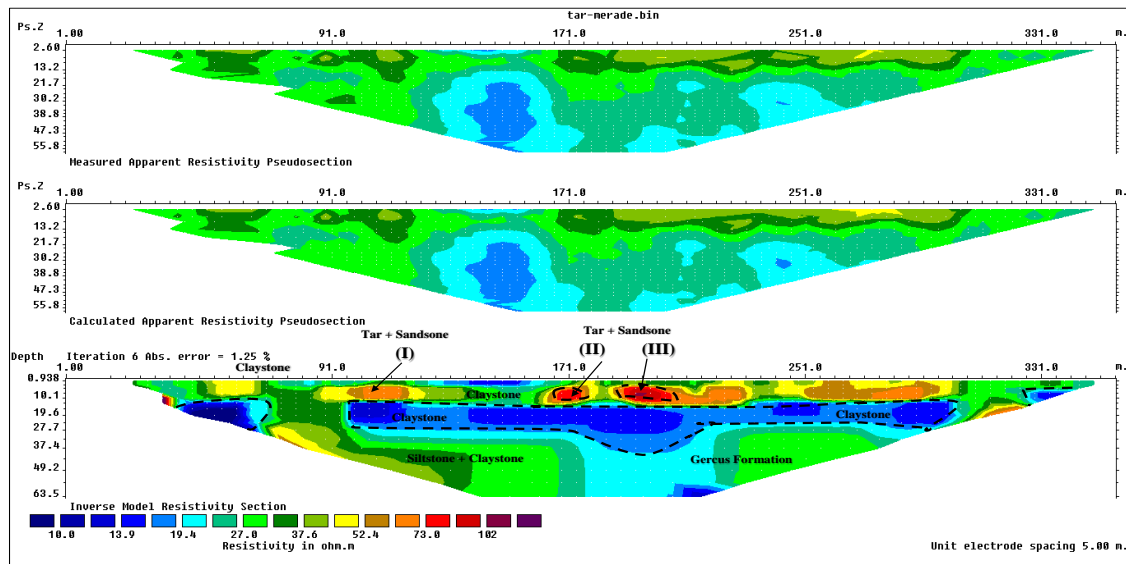 tar-merade.bin
Ps.Z 1.00 91.0 171.0 251.0 331.0 m.
2.60
13.2
21.7
30.2
38.8
47.3
55.8
Measured Apparent Resistivity Pseudosection
Ps.Z 1.00 91.0 171.0 251.0 331.0 m.
2.60
13.2
21.7
30.2
38.8
47.3
55.8
Calculated Apparent Resistivity Pseudosection
Tar + Sandsone
(I)
Tar + Sandsone
(II) (III)
Depth Iteration 6 Abs. error = 1.25 %
Claystone
1.00 91.0 171.0 251.0 331.0 m.
0.938
10.1
19.6
27.7
37.4
49.2
63.5
Claystone
Claystone
Claystone
Siltstone + Claystone
Gercus Formation
Inverse Model Resistivity Section
10.0 13.9 19.4 27.0 37.6 52.4 73.0 102
Resistivity in ohm.m
Unit electrode spacing 5.00 m.